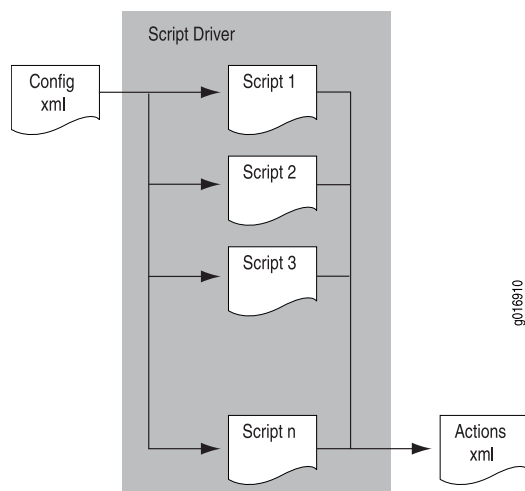 Script Driver
Config
xml
Script 1
Script 2
Script 3
Script n
Actions
xml
g016910